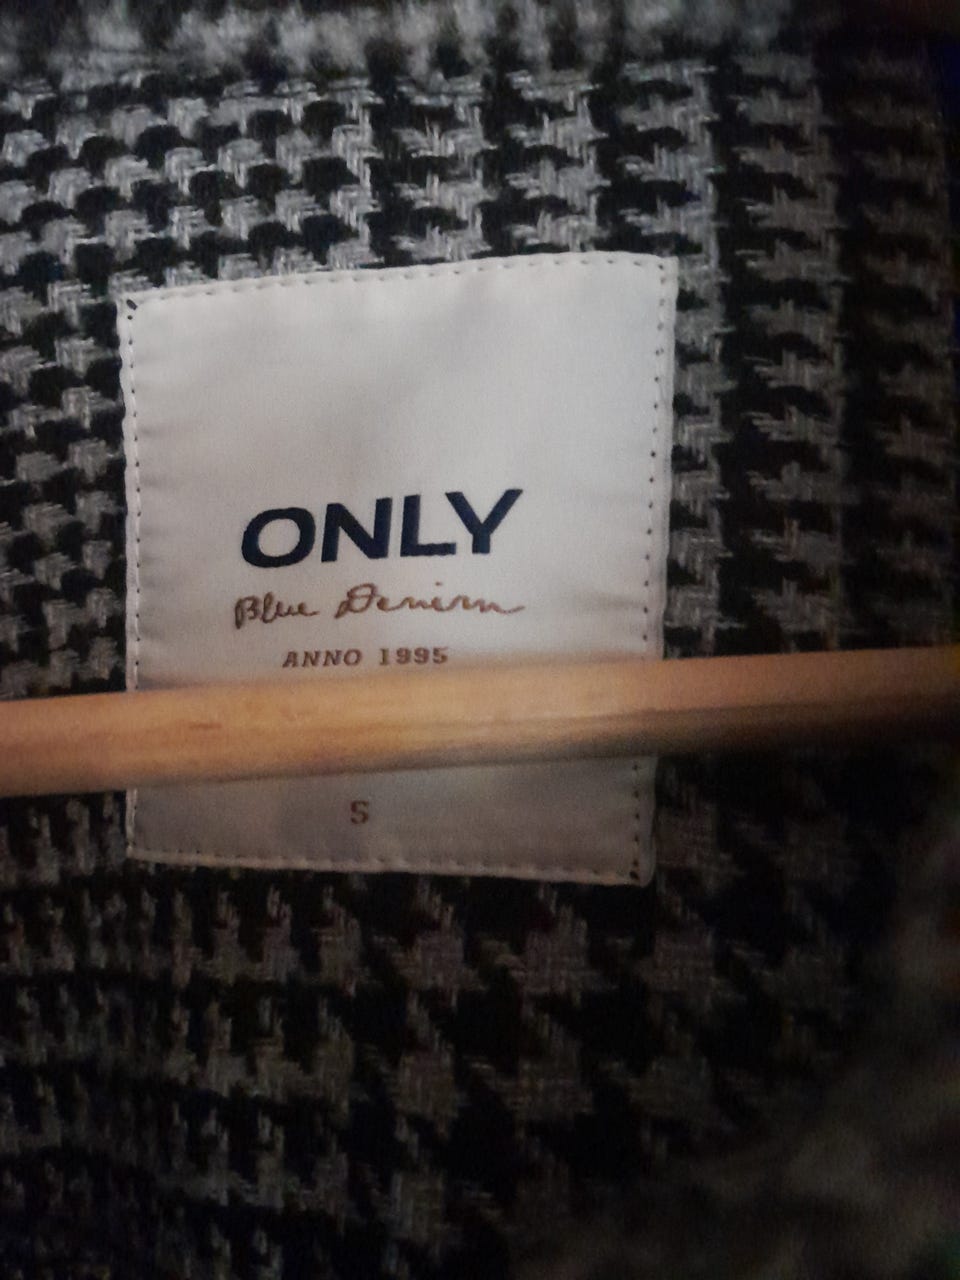 ONLY
Blue Denim
ANNO 1995
S